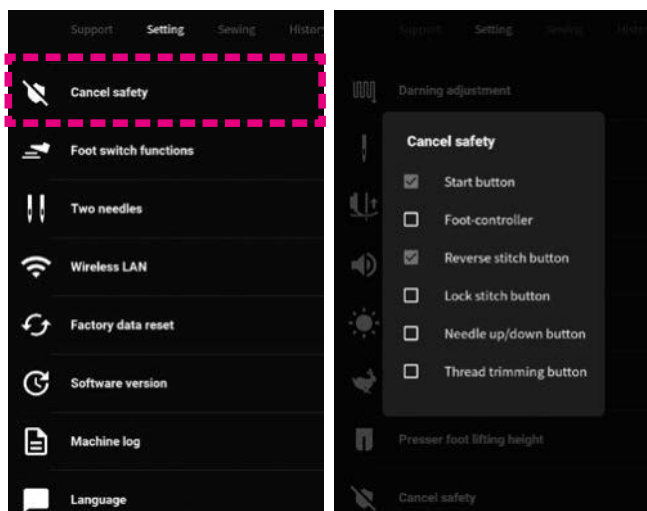 Support Setting Sewing History
Cancel safety
Foot switch functions
Two needles
Wireless LAN
Factory data reset
Software version
Machine log
Language
Support Setting Sewing
Darning adjustment
Cancel safety
Start button
Foot-controller
Reverse stitch button
Lock stitch button
Needle up/down button
Thread trimming button
Presser foot lifting height
Cancel safety